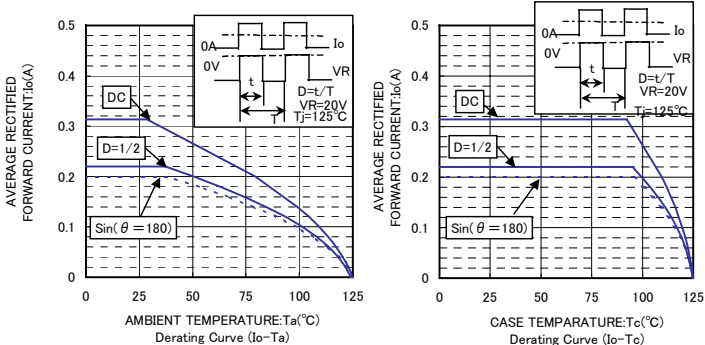 AVERAGE RECTIFIED
FORWARD CURRENT:Io(A)
0.5
0.4
0.3
0.2
0.1
0
0A
Io
0V
VR
t
T
D=t/T
VR=20V
Tj=125℃
DC
D=1/2
Sin(θ=180)
0
25
50
75
100
125
AMBIENT TEMPERATURE:Ta(℃)
Derating Curve (Io-Ta)
AVERAGE RECTIFIED
FORWARD CURRENT:Io(A)
0.5
0.4
0.3
0.2
0.1
0
0A
Io
0V
VR
t
T
D=t/T
VR=20V
Tj=125℃
DC
D=1/2
Sin(θ=180)
0
25
50
75
100
125
CASE TEMPARATURE:Tc(℃)
Derating Curve (Io-Tc)